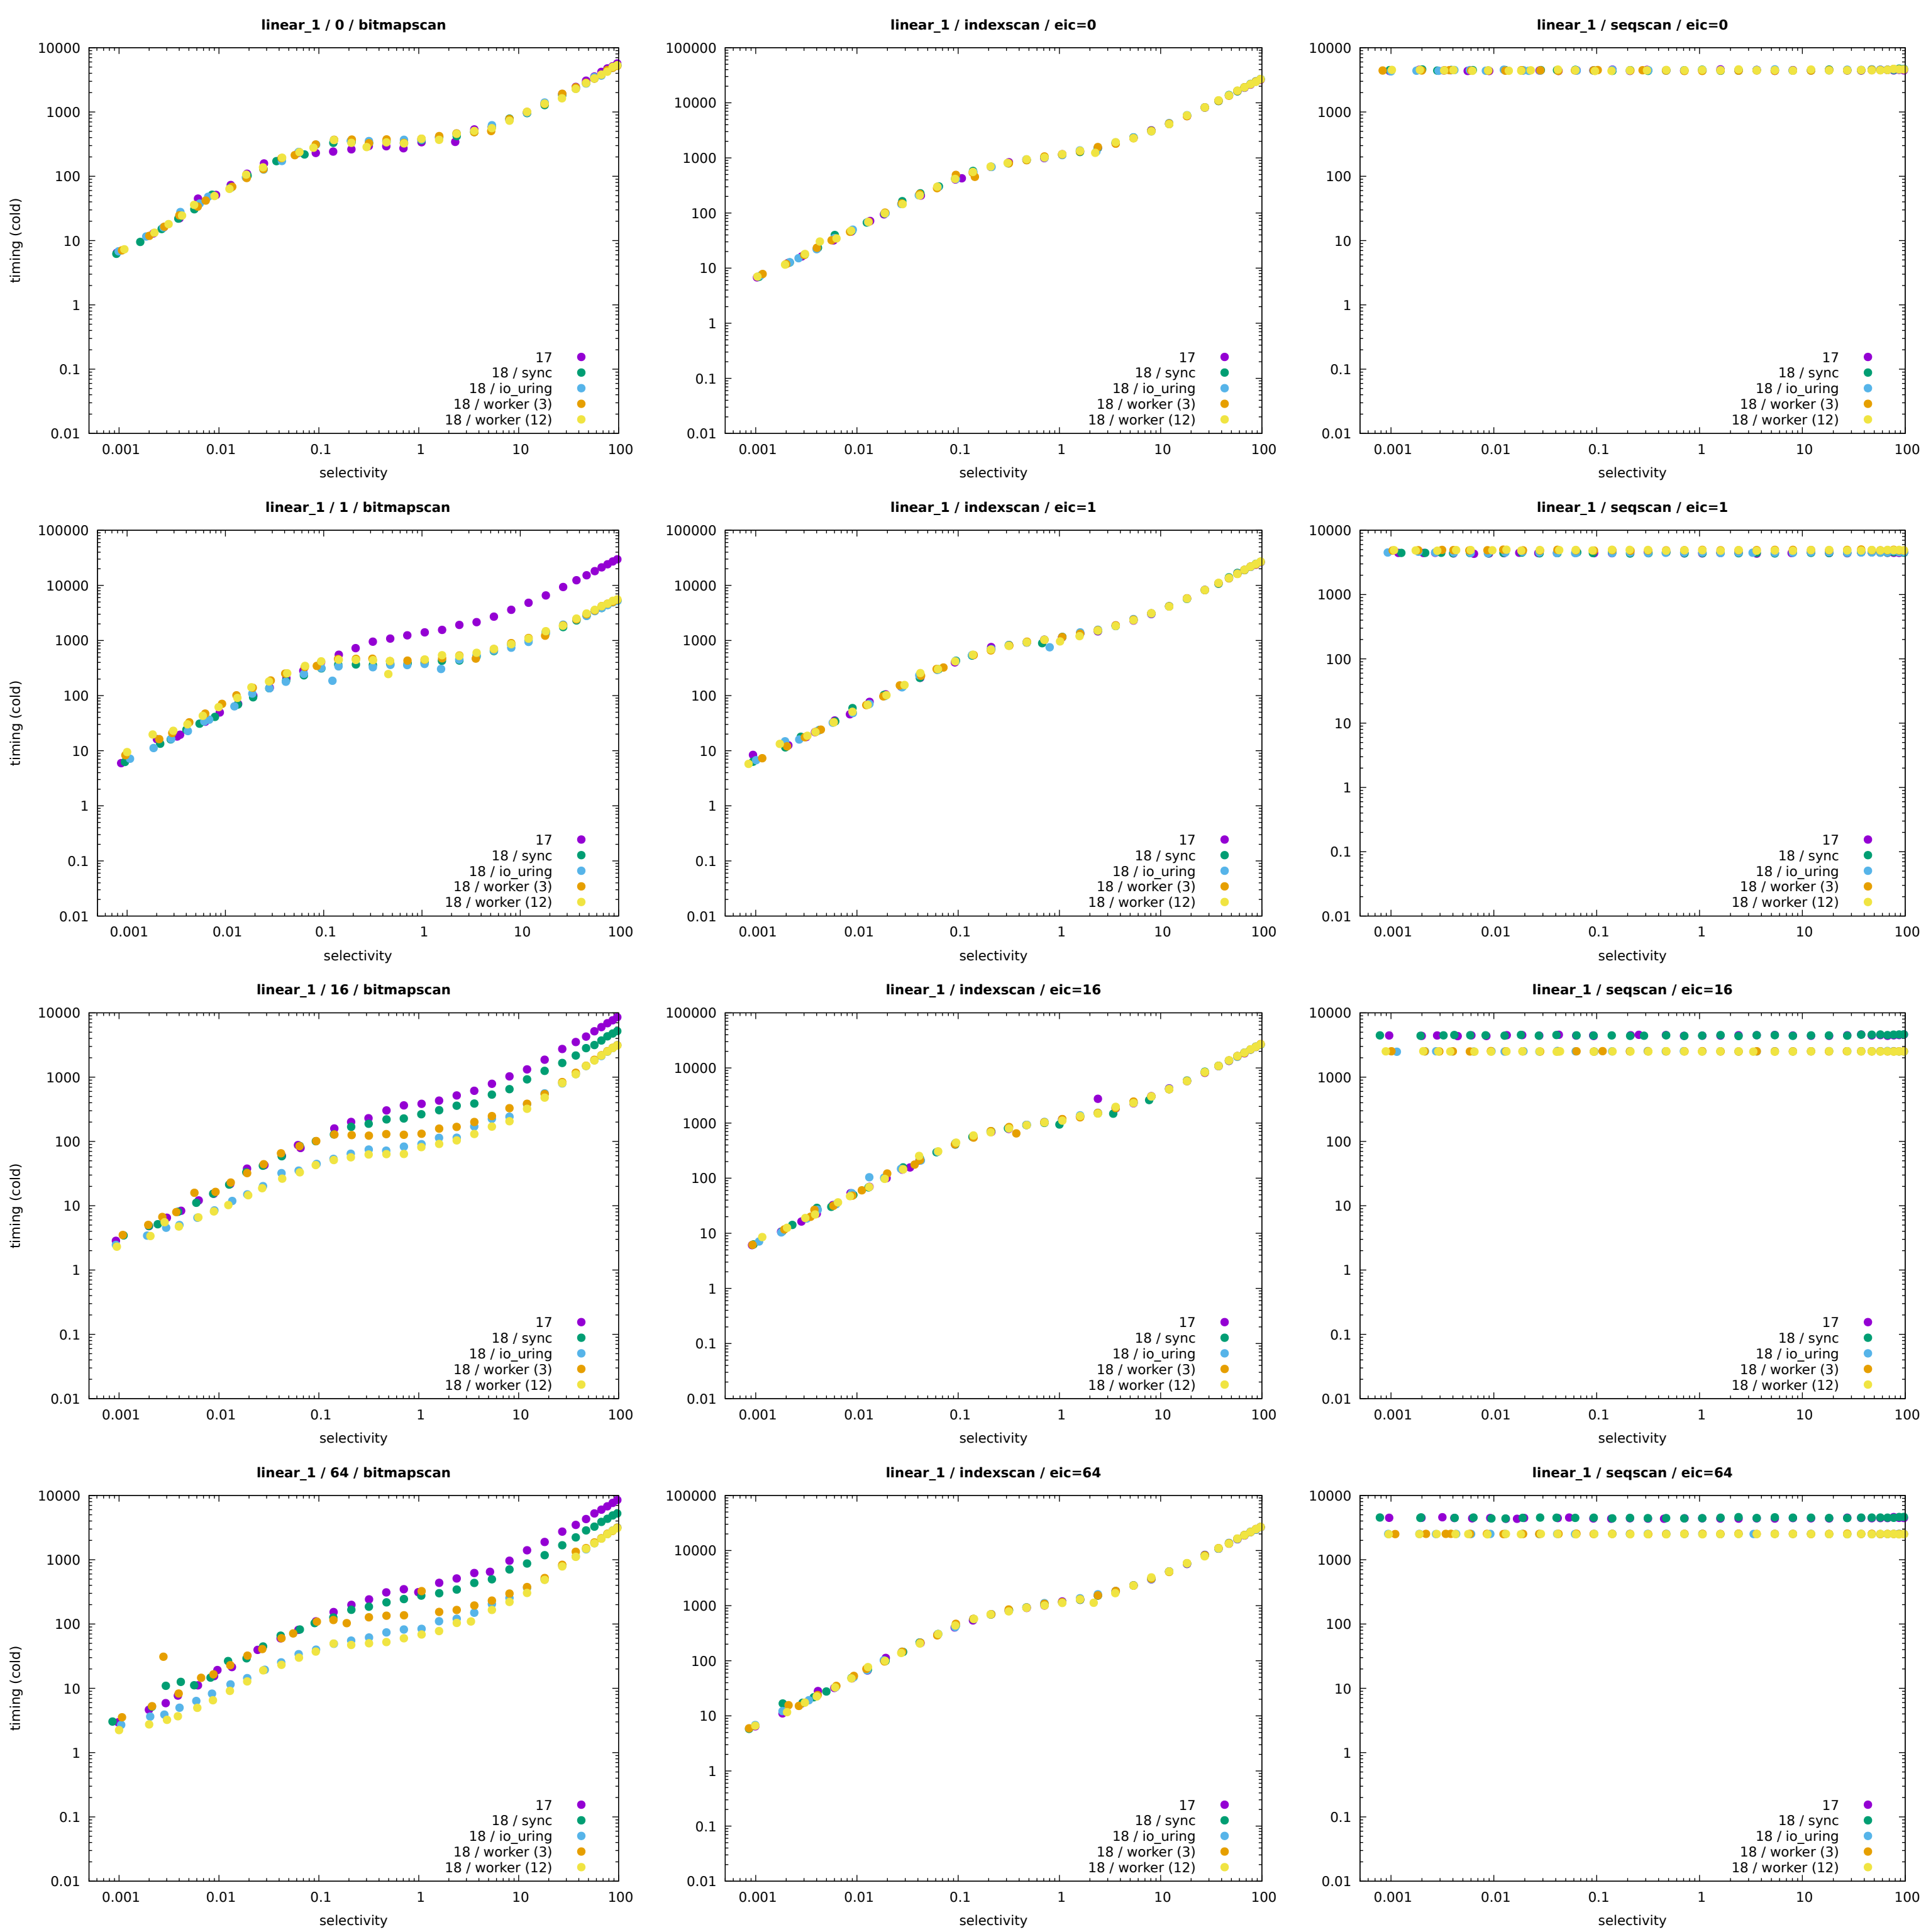 linear_1 / 0 / bitmapscan
timing (cold)
10000
1000
100
10
1
0.1
0.01
17
18 / sync
18 / io_uring
18 / worker (3)
18 / worker (12)
0.001 0.01 0.1 1 10 100
selectivity
linear_1 / indexscan / eic=0
100000
10000
1000
100
10
1
0.1
0.01
17
18 / sync
18 / io_uring
18 / worker (3)
18 / worker (12)
0.001 0.01 0.1 1 10 100
selectivity
linear_1 / seqscan / eic=0
10000
1000
100
10
1
0.1
0.01
17
18 / sync
18 / io_uring
18 / worker (3)
18 / worker (12)
0.001 0.01 0.1 1 10 100
selectivity
linear_1 / 1 / bitmapscan
timing (cold)
100000
10000
1000
100
10
1
0.1
0.01
17
18 / sync
18 / io_uring
18 / worker (3)
18 / worker (12)
0.001 0.01 0.1 1 10 100
selectivity
linear_1 / indexscan / eic=1
100000
10000
1000
100
10
1
0.1
0.01
17
18 / sync
18 / io_uring
18 / worker (3)
18 / worker (12)
0.001 0.01 0.1 1 10 100
selectivity
linear_1 / seqscan / eic=1
10000
1000
100
10
1
0.1
0.01
17
18 / sync
18 / io_uring
18 / worker (3)
18 / worker (12)
0.001 0.01 0.1 1 10 100
selectivity
linear_1 / 16 / bitmapscan
timing (cold)
10000
1000
100
10
1
0.1
0.01
17
18 / sync
18 / io_uring
18 / worker (3)
18 / worker (12)
0.001 0.01 0.1 1 10 100
selectivity
linear_1 / indexscan / eic=16
100000
10000
1000
100
10
1
0.1
0.01
17
18 / sync
18 / io_uring
18 / worker (3)
18 / worker (12)
0.001 0.01 0.1 1 10 100
selectivity
linear_1 / seqscan / eic=16
10000
1000
100
10
1
0.1
0.01
17
18 / sync
18 / io_uring
18 / worker (3)
18 / worker (12)
0.001 0.01 0.1 1 10 100
selectivity
linear_1 / 64 / bitmapscan
timing (cold)
10000
1000
100
10
1
0.1
0.01
17
18 / sync
18 / io_uring
18 / worker (3)
18 / worker (12)
0.001 0.01 0.1 1 10 100
selectivity
linear_1 / indexscan / eic=64
100000
10000
1000
100
10
1
0.1
0.01
17
18 / sync
18 / io_uring
18 / worker (3)
18 / worker (12)
0.001 0.01 0.1 1 10 100
selectivity
linear_1 / seqscan / eic=64
10000
1000
100
10
1
0.1
0.01
17
18 / sync
18 / io_uring
18 / worker (3)
18 / worker (12)
0.001 0.01 0.1 1 10 100
selectivity